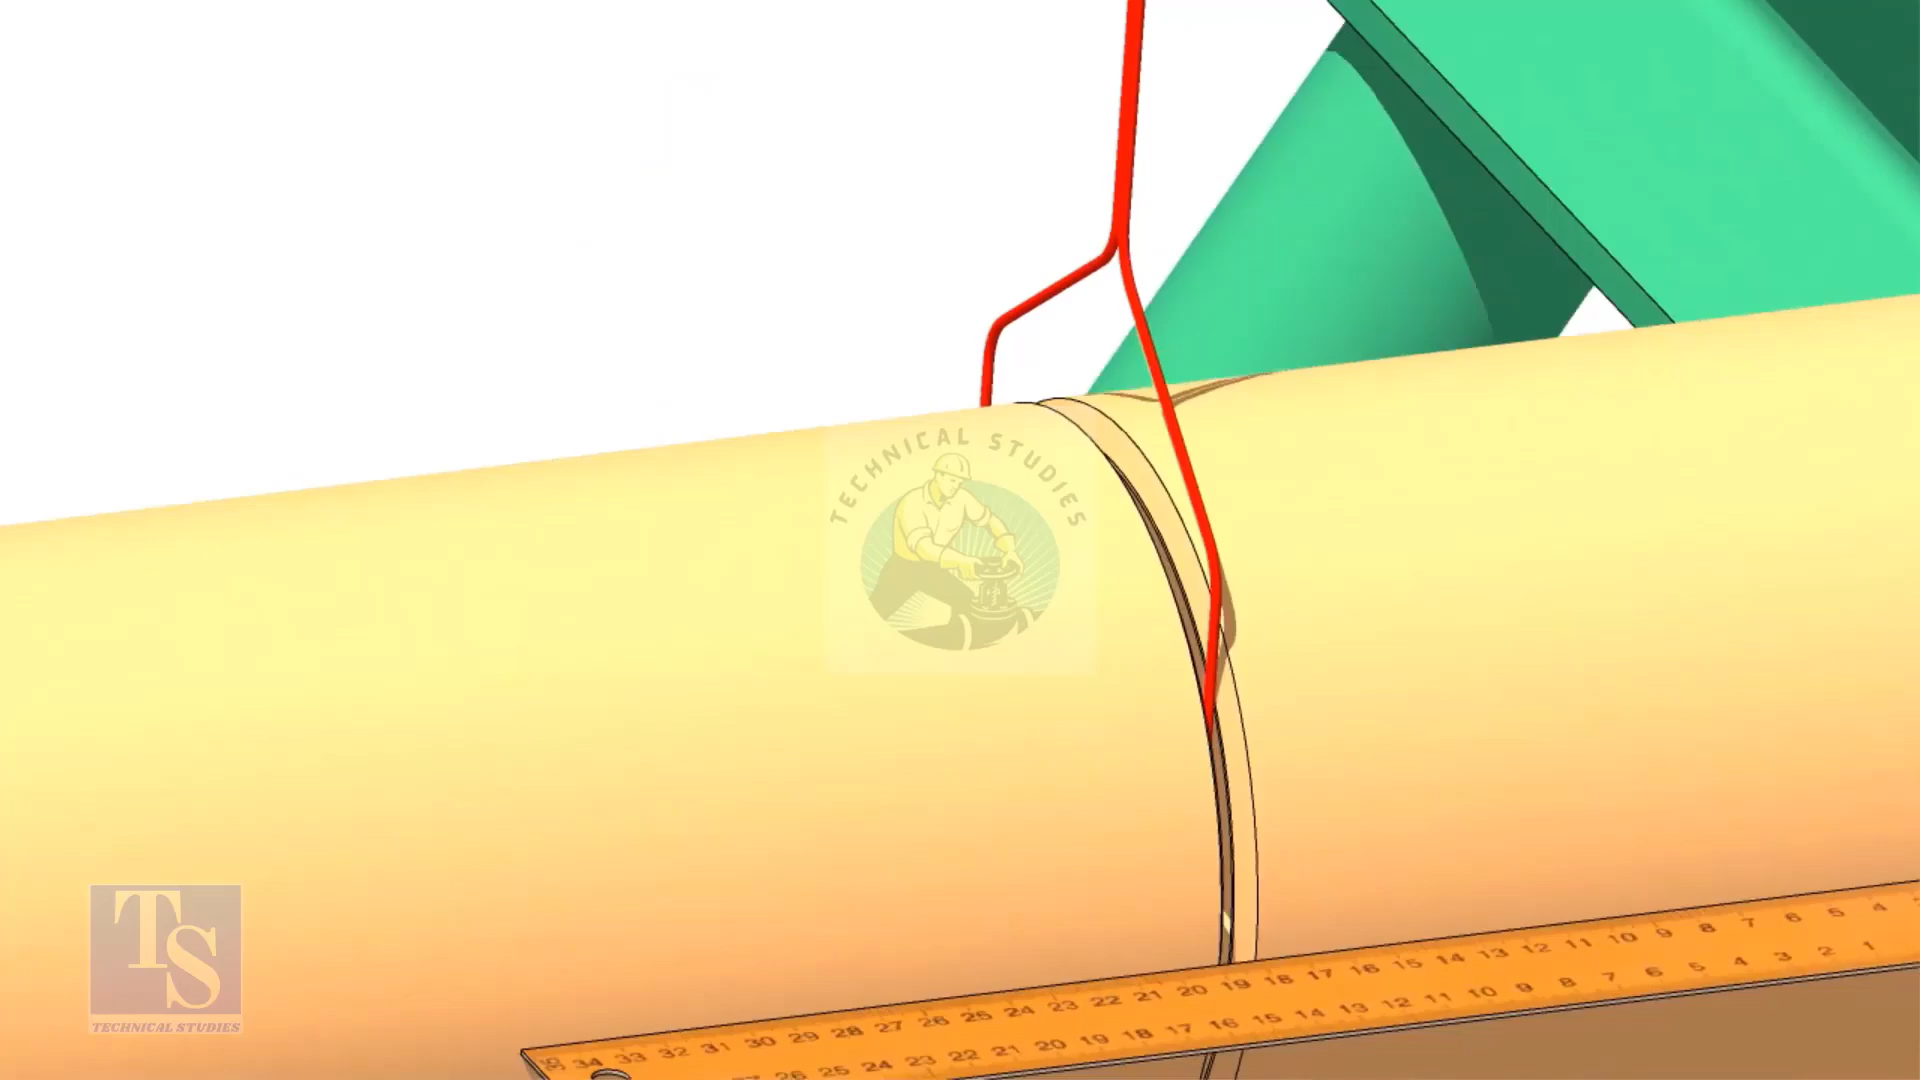 TECHNICAL STUDIES
TS
TECHNICAL STUDIES
34 33 32 31 30 29 28 27 26 25 24 23 22 21 20 19 18 17 16 15 14 13 12 11 10 9 8 7 6 5 4
26 25 24 23 22 21 20 19 18 17 16 15 14 13 12 11 10 9 8 7 6 5 4 3 2 1